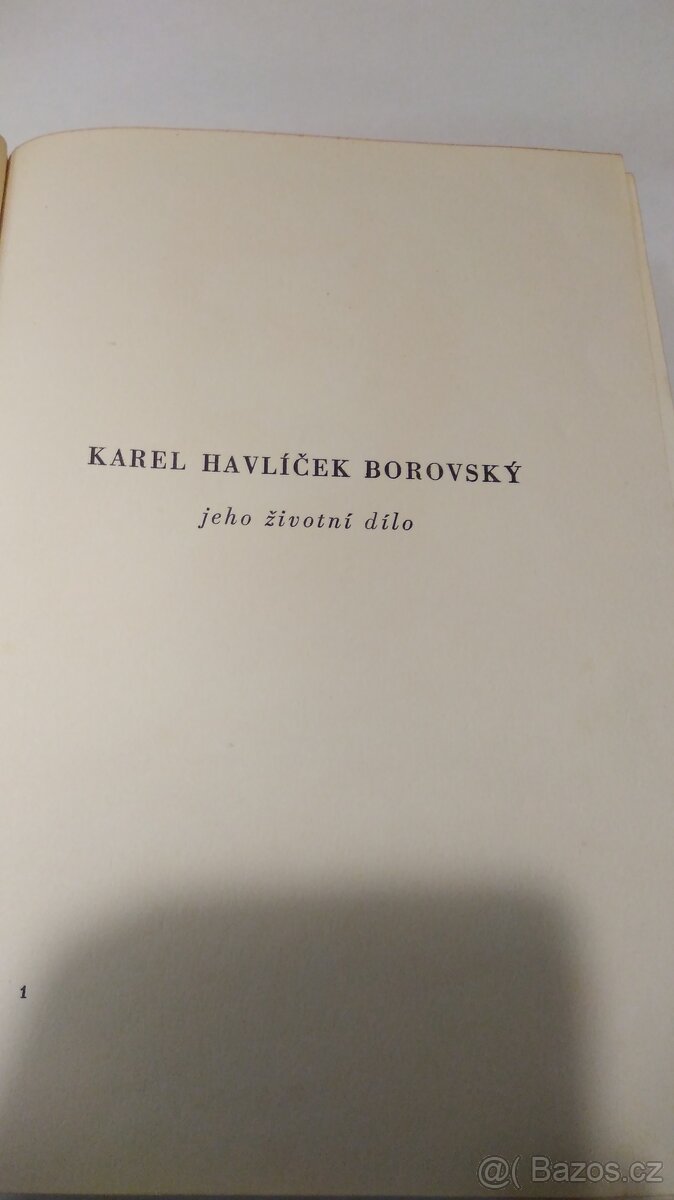 KAREL HAVLÍČEK BOROVSKÝ
jeho životní dílo
1
@( Bazos.cz